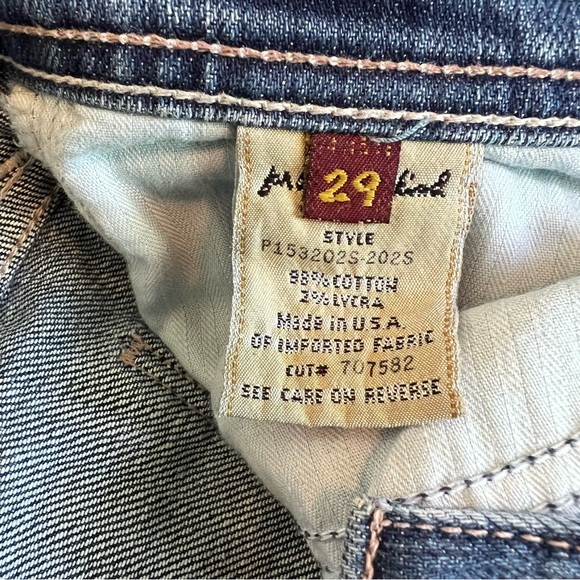 29
STYLE
P153202S-202S
98% COTTON
2% LYCRA
Made in U.S.A.
OF IMPORTED FABRIC
CUT# 707582
SEE CARE ON REVERSE